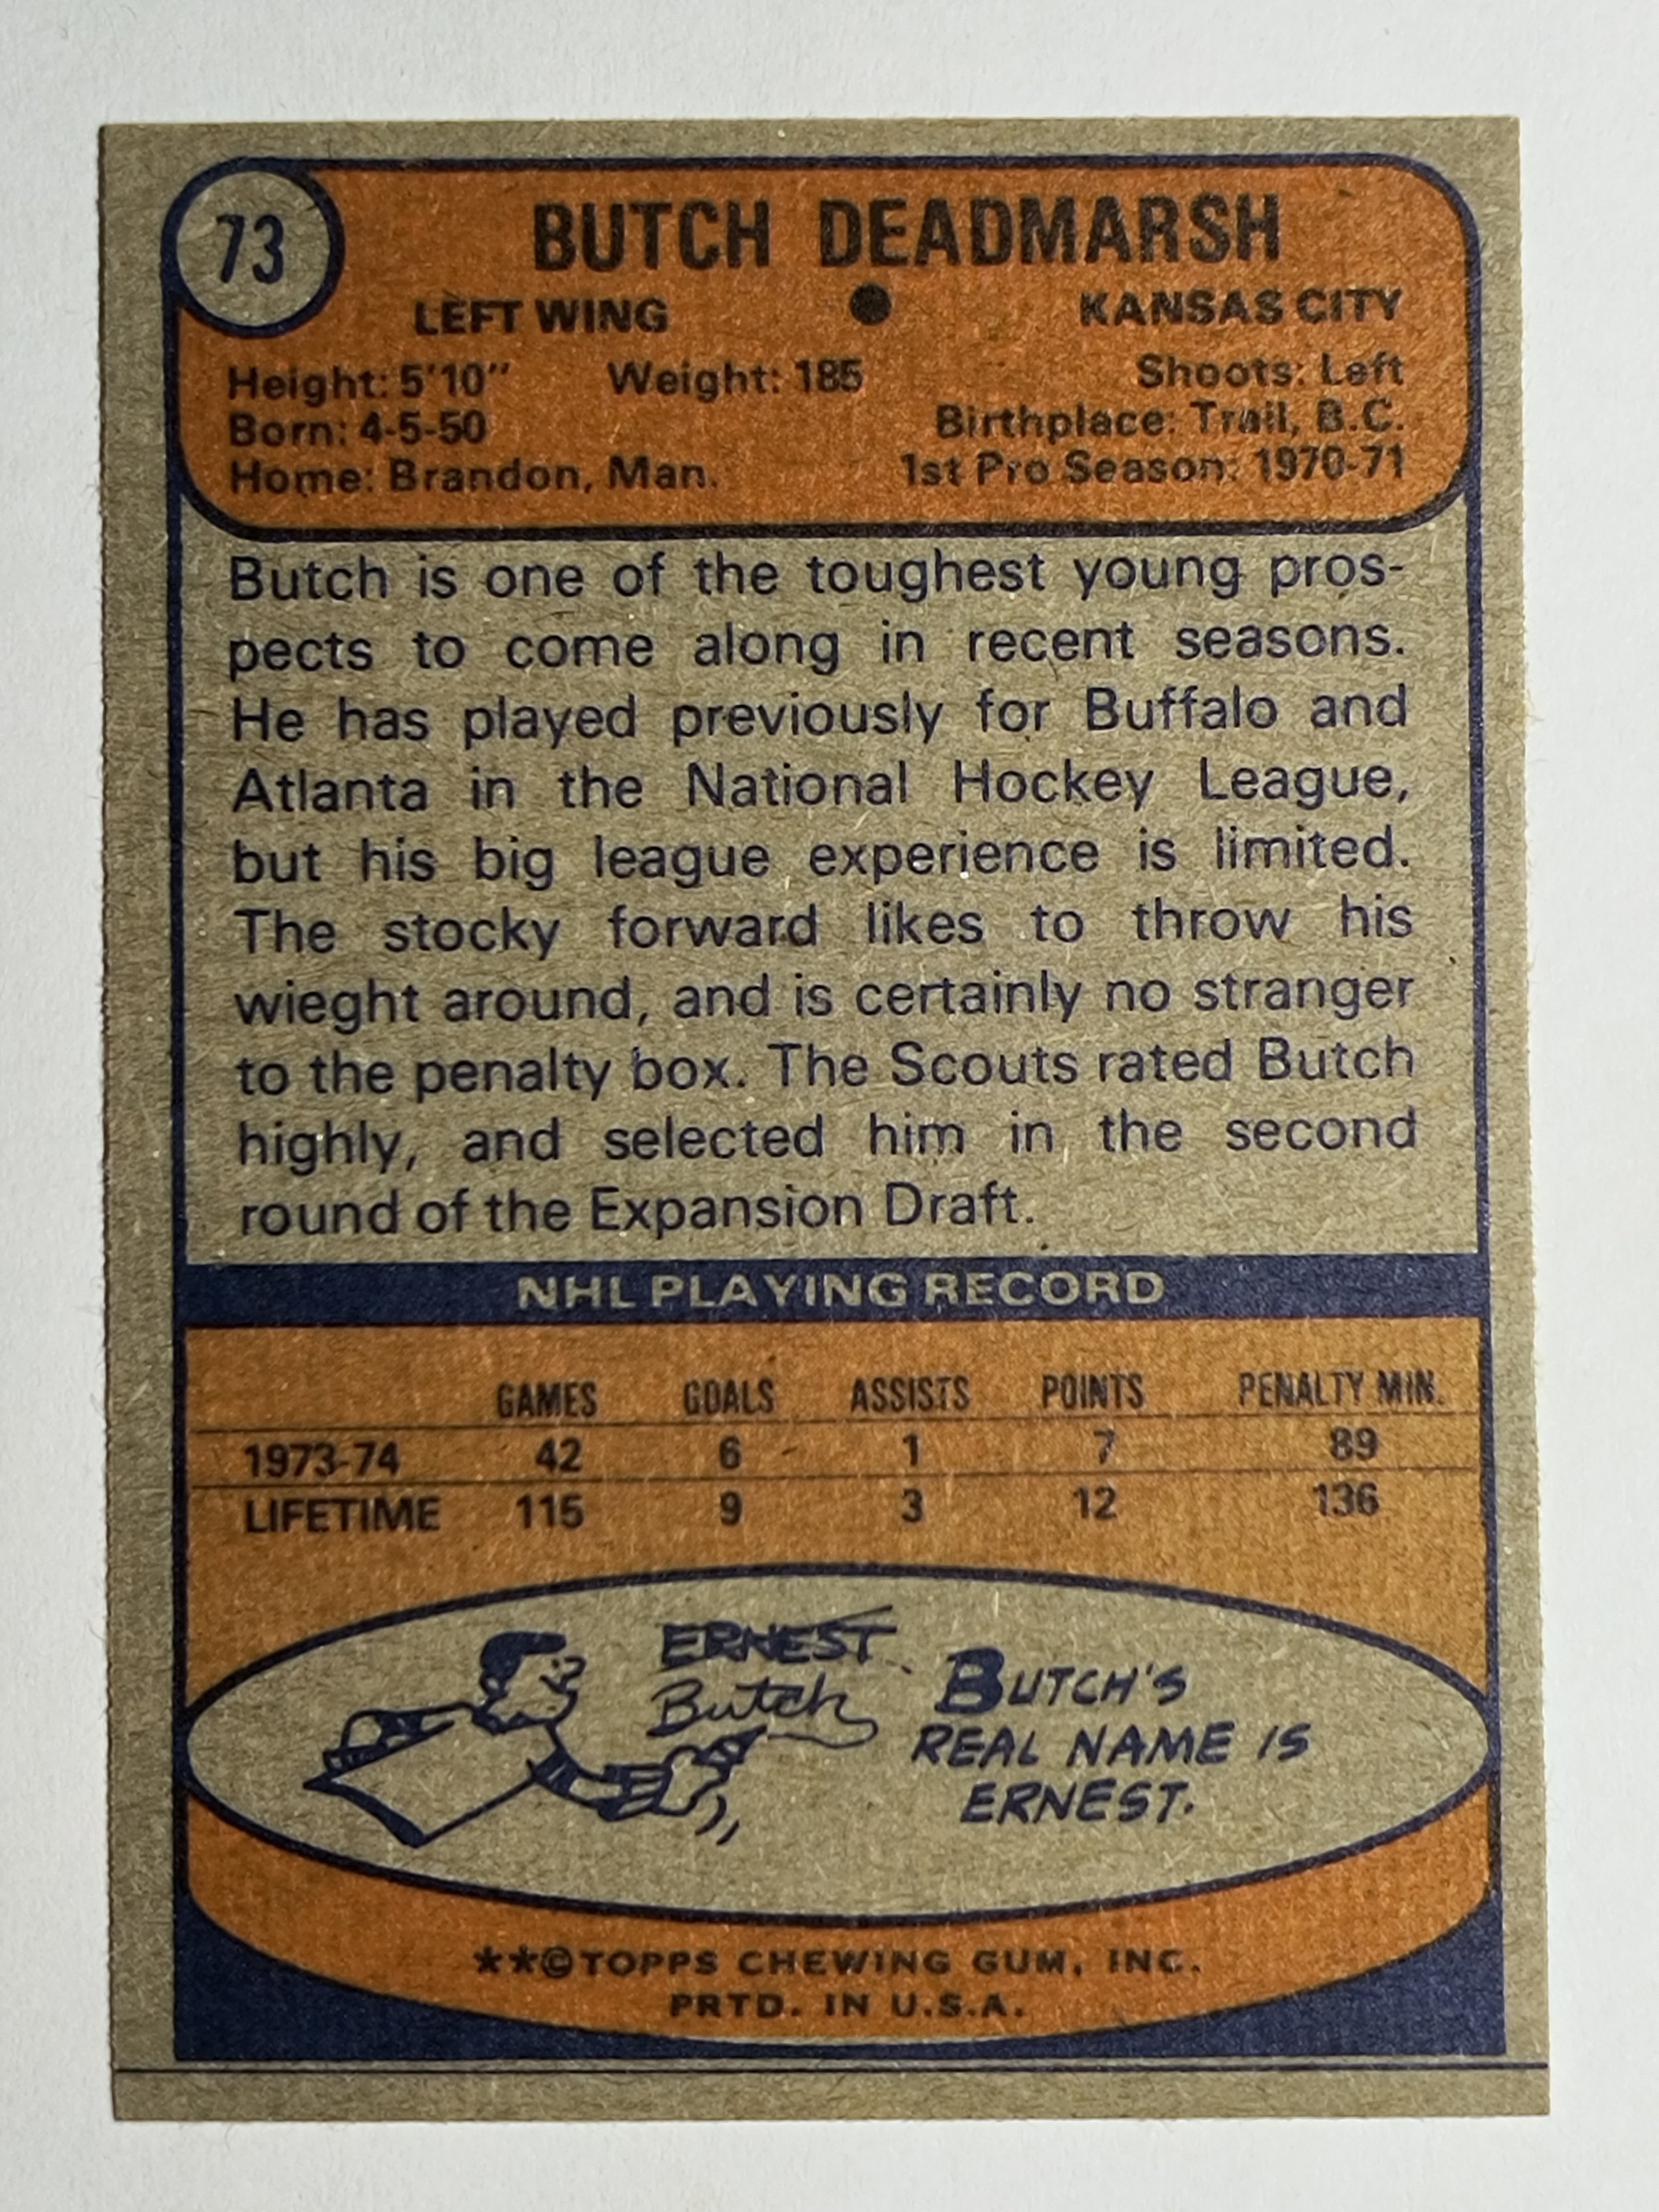 73
BUTCH DEADMARSH
LEFT WING ● KANSAS CITY
Height: 5'10" Weight: 185 Shoots: Left
Born: 4-5-50 Birthplace: Trail, B.C.
Home: Brandon, Man. 1st Pro Season: 1970-71
Butch is one of the toughest young pros-
pects to come along in recent seasons.
He has played previously for Buffalo and
Atlanta in the National Hockey League,
but his big league experience is limited.
The stocky forward likes to throw his
wieght around, and is certainly no stranger
to the penalty box. The Scouts rated Butch
highly, and selected him in the second
round of the Expansion Draft.
NHL PLAYING RECORD
GAMES GOALS ASSISTS POINTS PENALTY MIN.
1973-74 42 6 1 7 89
LIFETIME 115 9 3 12 136
ERNEST
Butch
BUTCH'S
REAL NAME IS
ERNEST.
**©TOPPS CHEWING GUM, INC.
PRTD. IN U.S.A.